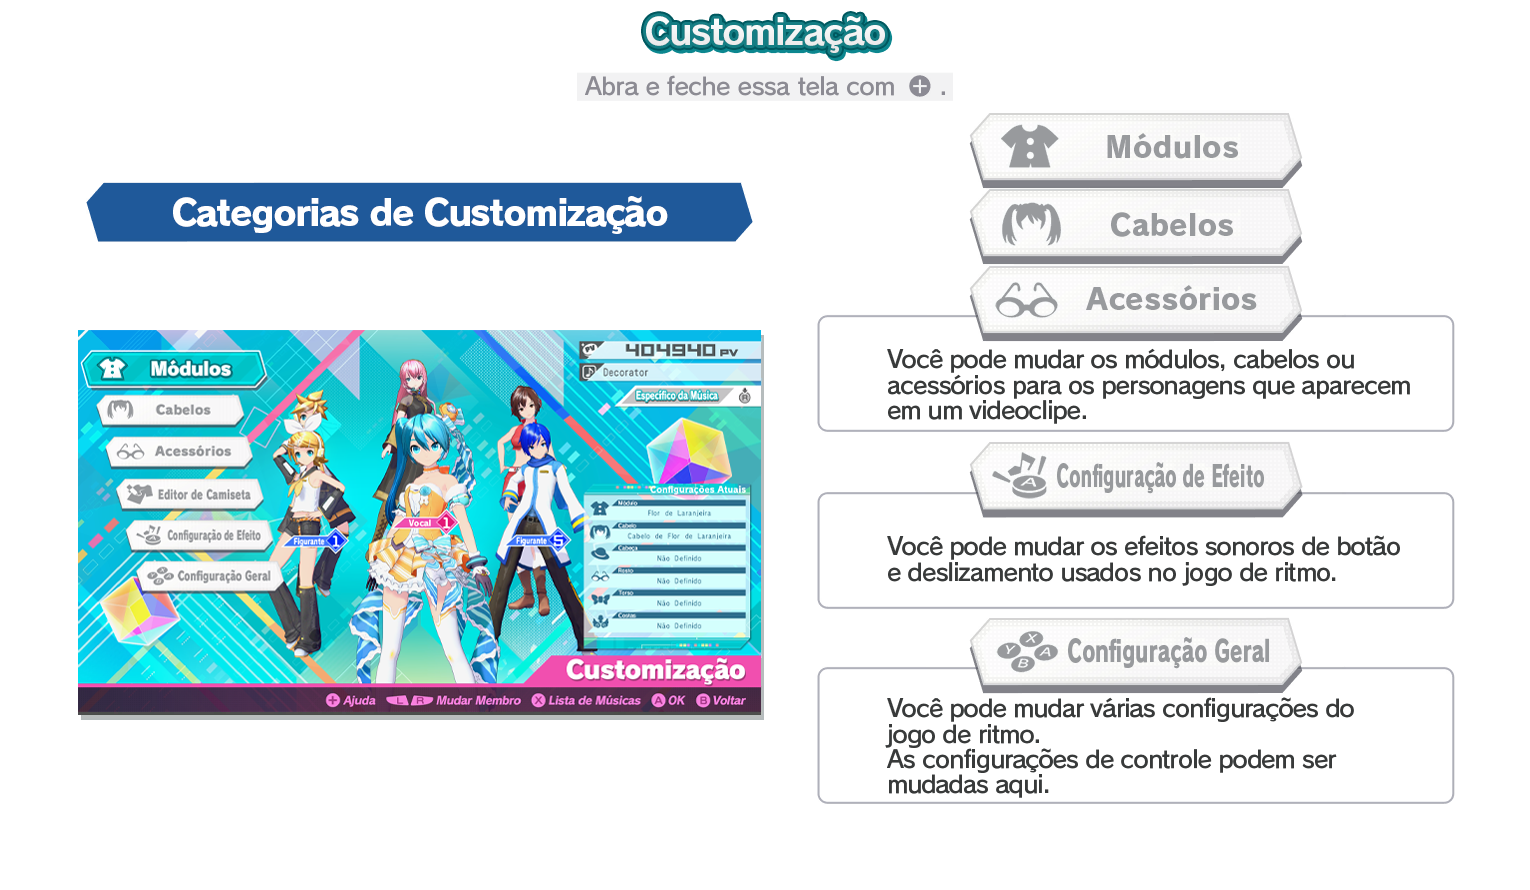 Customização
Abra e feche essa tela com + .
Categorias de Customização
Módulos
Cabelos
Acessórios
Editor de Camiseta
Configuração de Efeito
Configuração Geral
404940 PV
Decorator
Específico da Música
R
Figurante 1
Vocal 1
Figurante 5
Configurações Atuais
Módulo
Flor de Laranjeira
Cabelo
Cabelo de Flor de Laranjeira
Cabeça
Não Definido
Rosto
Não Definido
Torso
Não Definido
Costas
Não Definido
Customização
+ Ajuda L R Mudar Membro X Lista de Músicas A OK B Voltar
Módulos
Cabelos
Acessórios
Você pode mudar os módulos, cabelos ou
acessórios para os personagens que aparecem
em um videoclipe.
A Configuração de Efeito
Você pode mudar os efeitos sonoros de botão
e deslizamento usados no jogo de ritmo.
Y X B A Configuração Geral
Você pode mudar várias configurações do
jogo de ritmo.
As configurações de controle podem ser
mudadas aqui.